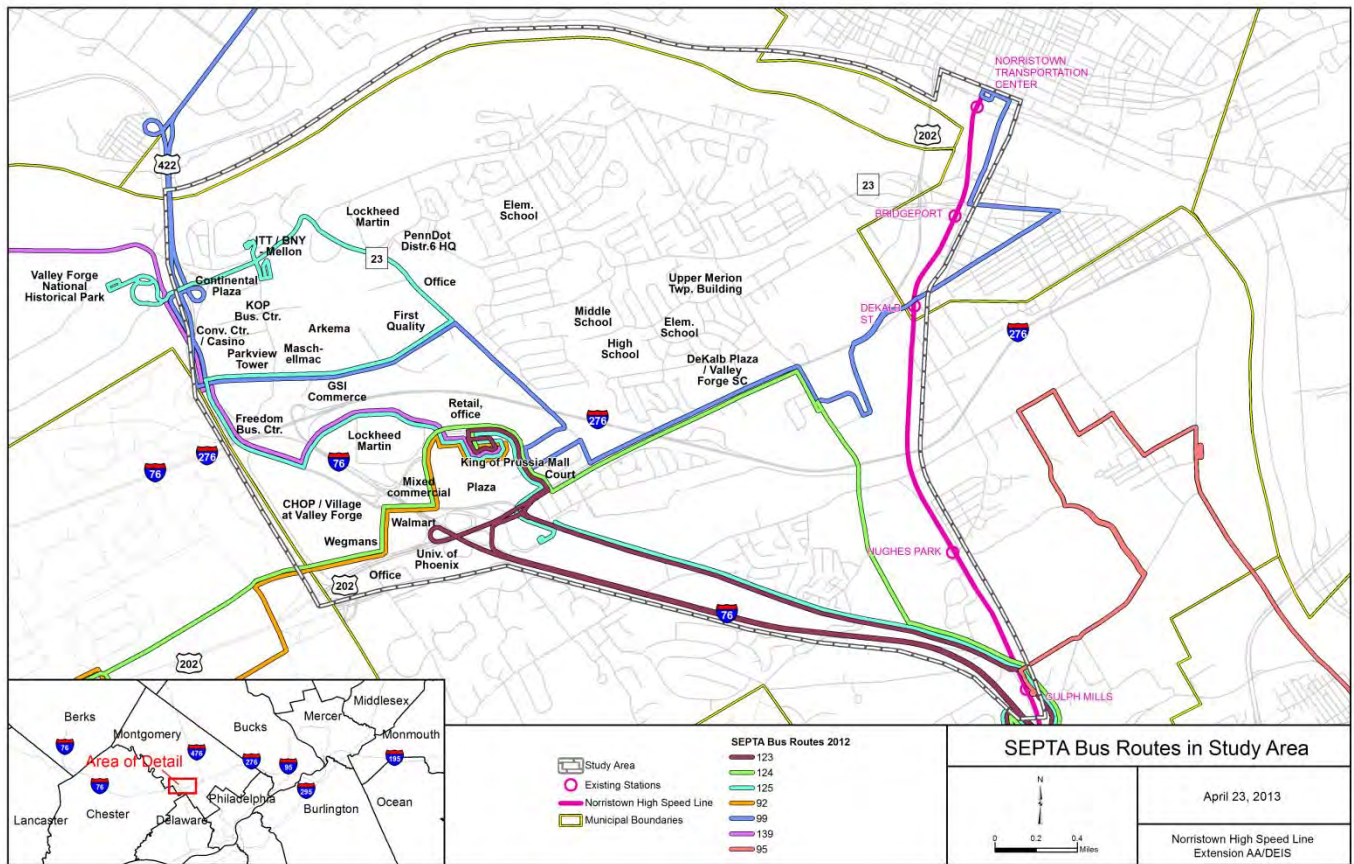 NORRISTOWN
TRANSPORTATION
CENTER
202
422
23
BRIDGEPORT
Elem.
School
Lockheed
Martin
PennDot
Distr.6 HQ
ITT / BNY
Mellon
23
Office
Valley Forge
National
Historical Park
Continental
Plaza
Upper Merion
Twp. Building
KOP
Bus. Ctr.
DEKALB
ST
Conv. Ctr.
/ Casino
Arkema
First
Quality
Middle
School
Elem.
School
276
Parkview
Tower
Masch-
ellmac
High
School
DeKalb Plaza
/ Valley
Forge SC
GSI
Commerce
Retail,
office
276
Freedom
Bus. Ctr.
Lockheed
Martin
76
276
76
King of Prussia Mall
Court
Plaza
Mixed
commercial
CHOP / Village
at Valley Forge
Walmart
Wegmans
Univ. of
Phoenix
Office
202
HUGHES PARK
76
202
GULPH MILLS
Berks
Bucks
Mercer
Middlesex
Montgomery
Monmouth
76
476
276
95
195
Area of Detail
76
295
Philadelphia
Burlington
Ocean
Chester
Lancaster
Delaware
Study Area
Existing Stations
Norristown High Speed Line
Municipal Boundaries
SEPTA Bus Routes 2012
123
124
125
92
99
139
95
SEPTA Bus Routes in Study Area
N
0 0.2 0.4
Miles
April 23, 2013
Norristown High Speed Line
Extension AA/DEIS